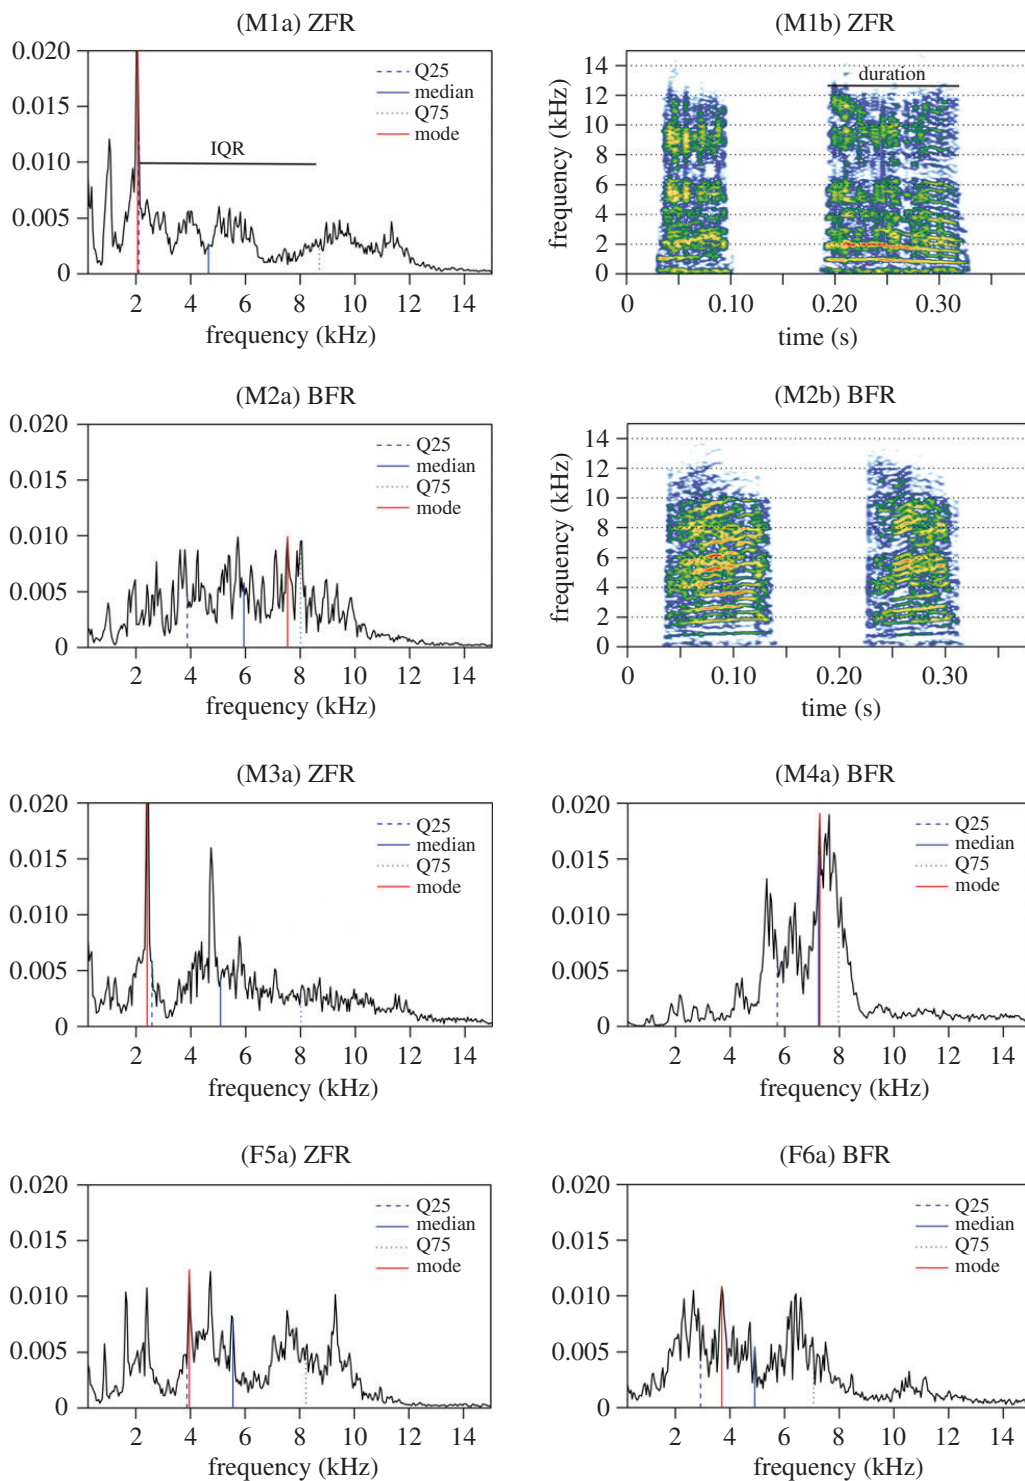 (M1a) ZFR
0.020
0.015
0.010
0.005
0
Q25
median
Q75
mode
IQR
2 4 6 8 10 12 14
frequency (kHz)
(M1b) ZFR
14
12
10
8
6
4
2
0
frequency (kHz)
duration
0 0.10 0.20 0.30
time (s)
(M2a) BFR
0.020
0.015
0.010
0.005
0
Q25
median
Q75
mode
2 4 6 8 10 12 14
frequency (kHz)
(M2b) BFR
14
12
10
8
6
4
2
0
frequency (kHz)
0 0.10 0.20 0.30
time (s)
(M3a) ZFR
0.020
0.015
0.010
0.005
0
Q25
median
Q75
mode
2 4 6 8 10 12 14
frequency (kHz)
(M4a) BFR
0.020
0.015
0.010
0.005
0
Q25
median
Q75
mode
2 4 6 8 10 12 14
frequency (kHz)
(F5a) ZFR
0.020
0.015
0.010
0.005
0
Q25
median
Q75
mode
2 4 6 8 10 12 14
frequency (kHz)
(F6a) BFR
0.020
0.015
0.010
0.005
0
Q25
median
Q75
mode
2 4 6 8 10 12 14
frequency (kHz)